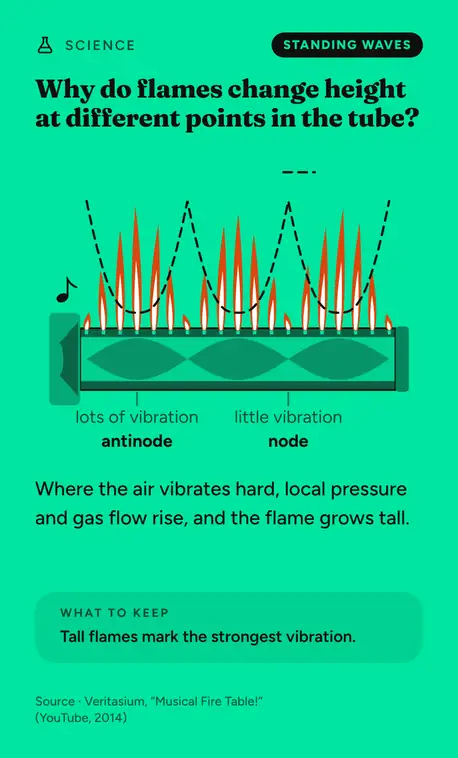 SCIENCE
STANDING WAVES
Why do flames change height
at different points in the tube?
lots of vibration
antinode
little vibration
node
Where the air vibrates hard, local pressure
and gas flow rise, and the flame grows tall.
WHAT TO KEEP
Tall flames mark the strongest vibration.
Source · Veritasium, “Musical Fire Table!”
(YouTube, 2014)